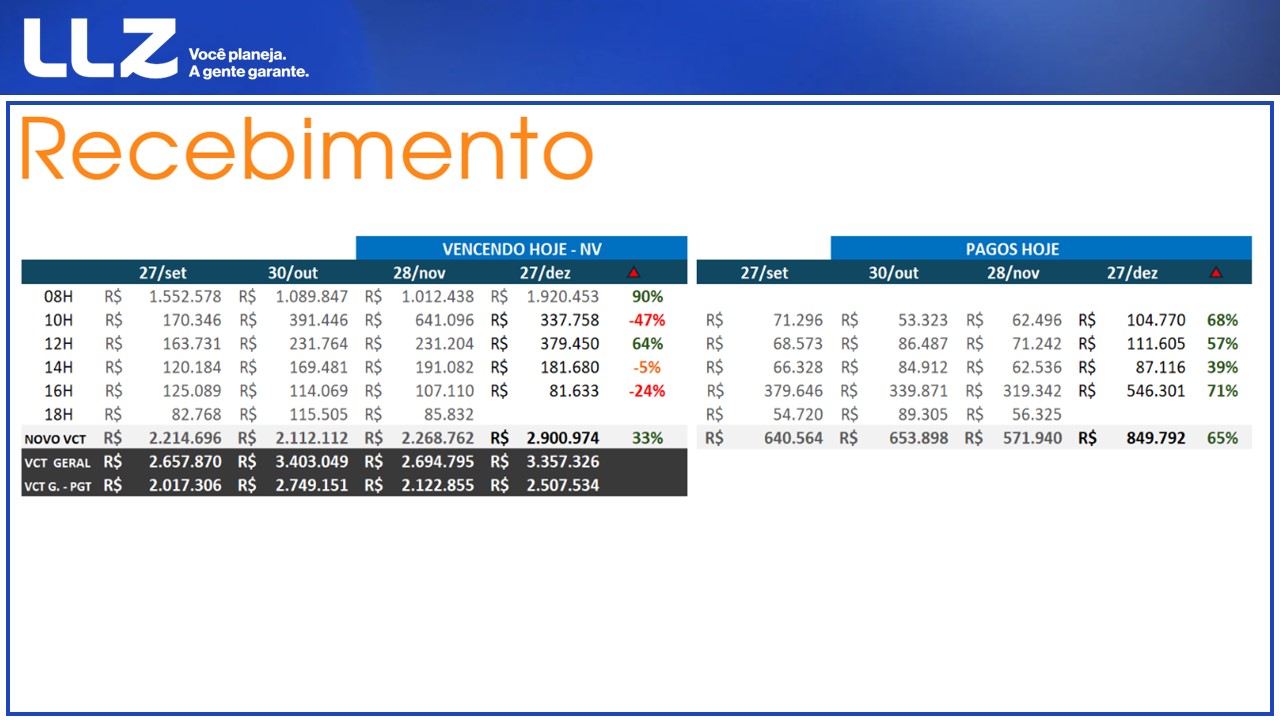 LLZ
Você planeja.
A gente garante.
Recebimento
VENCENDO HOJE - NV PAGOS HOJE
27/set 30/out 28/nov 27/dez 27/set 30/out 28/nov 27/dez
08H R$ 1.552.578 R$ 1.089.847 R$ 1.012.438 R$ 1.920.453 90%
10H R$ 170.346 R$ 391.446 R$ 641.096 R$ 337.758 -47% R$ 71.296 R$ 53.323 R$ 62.496 R$ 104.770 68%
12H R$ 163.731 R$ 231.764 R$ 231.204 R$ 379.450 64% R$ 68.573 R$ 86.487 R$ 71.242 R$ 111.605 57%
14H R$ 120.184 R$ 169.481 R$ 191.082 R$ 181.680 -5% R$ 66.328 R$ 84.912 R$ 62.536 R$ 87.116 39%
16H R$ 125.089 R$ 114.069 R$ 107.110 R$ 81.633 -24% R$ 379.646 R$ 339.871 R$ 319.342 R$ 546.301 71%
18H R$ 82.768 R$ 115.505 R$ 85.832 R$ 54.720 R$ 89.305 R$ 56.325
NOVO VCT R$ 2.214.696 R$ 2.112.112 R$ 2.268.762 R$ 2.900.974 33% R$ 640.564 R$ 653.898 R$ 571.940 R$ 849.792 65%
VCT GERAL R$ 2.657.870 R$ 3.403.049 R$ 2.694.795 R$ 3.357.326
VCT G. - PGT R$ 2.017.306 R$ 2.749.151 R$ 2.122.855 R$ 2.507.534